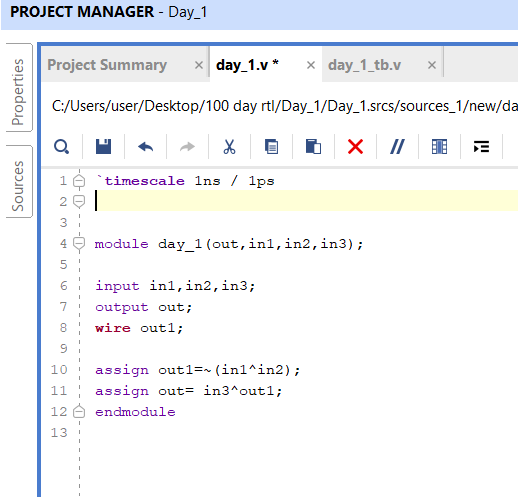 PROJECT MANAGER - Day_1
Properties
Sources
Project Summary × day_1.v * × day_1_tb.v ×
C:/Users/user/Desktop/100 day rtl/Day_1/Day_1.srcs/sources_1/new/da
1 `timescale 1ns / 1ps
2
3
4 module day_1(out,in1,in2,in3);
5
6 input in1,in2,in3;
7 output out;
8 wire out1;
9
10 assign out1=~(in1^in2);
11 assign out= in3^out1;
12 endmodule
13